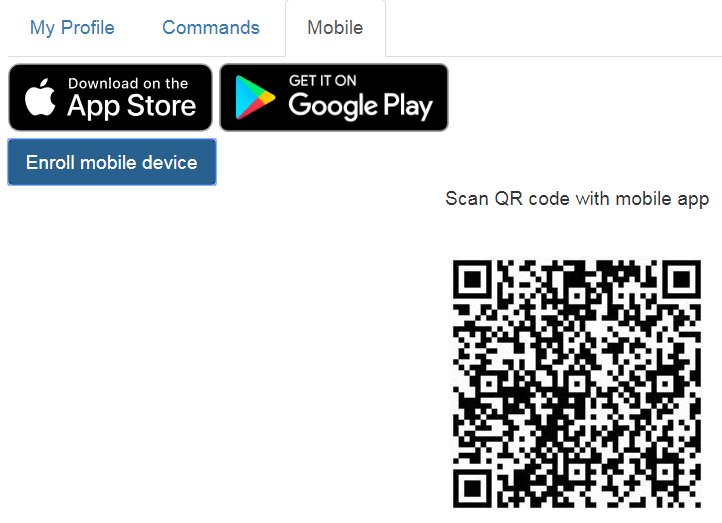 My Profile Commands Mobile
Download on the
App Store
GET IT ON
Google Play
Enroll mobile device
Scan QR code with mobile app